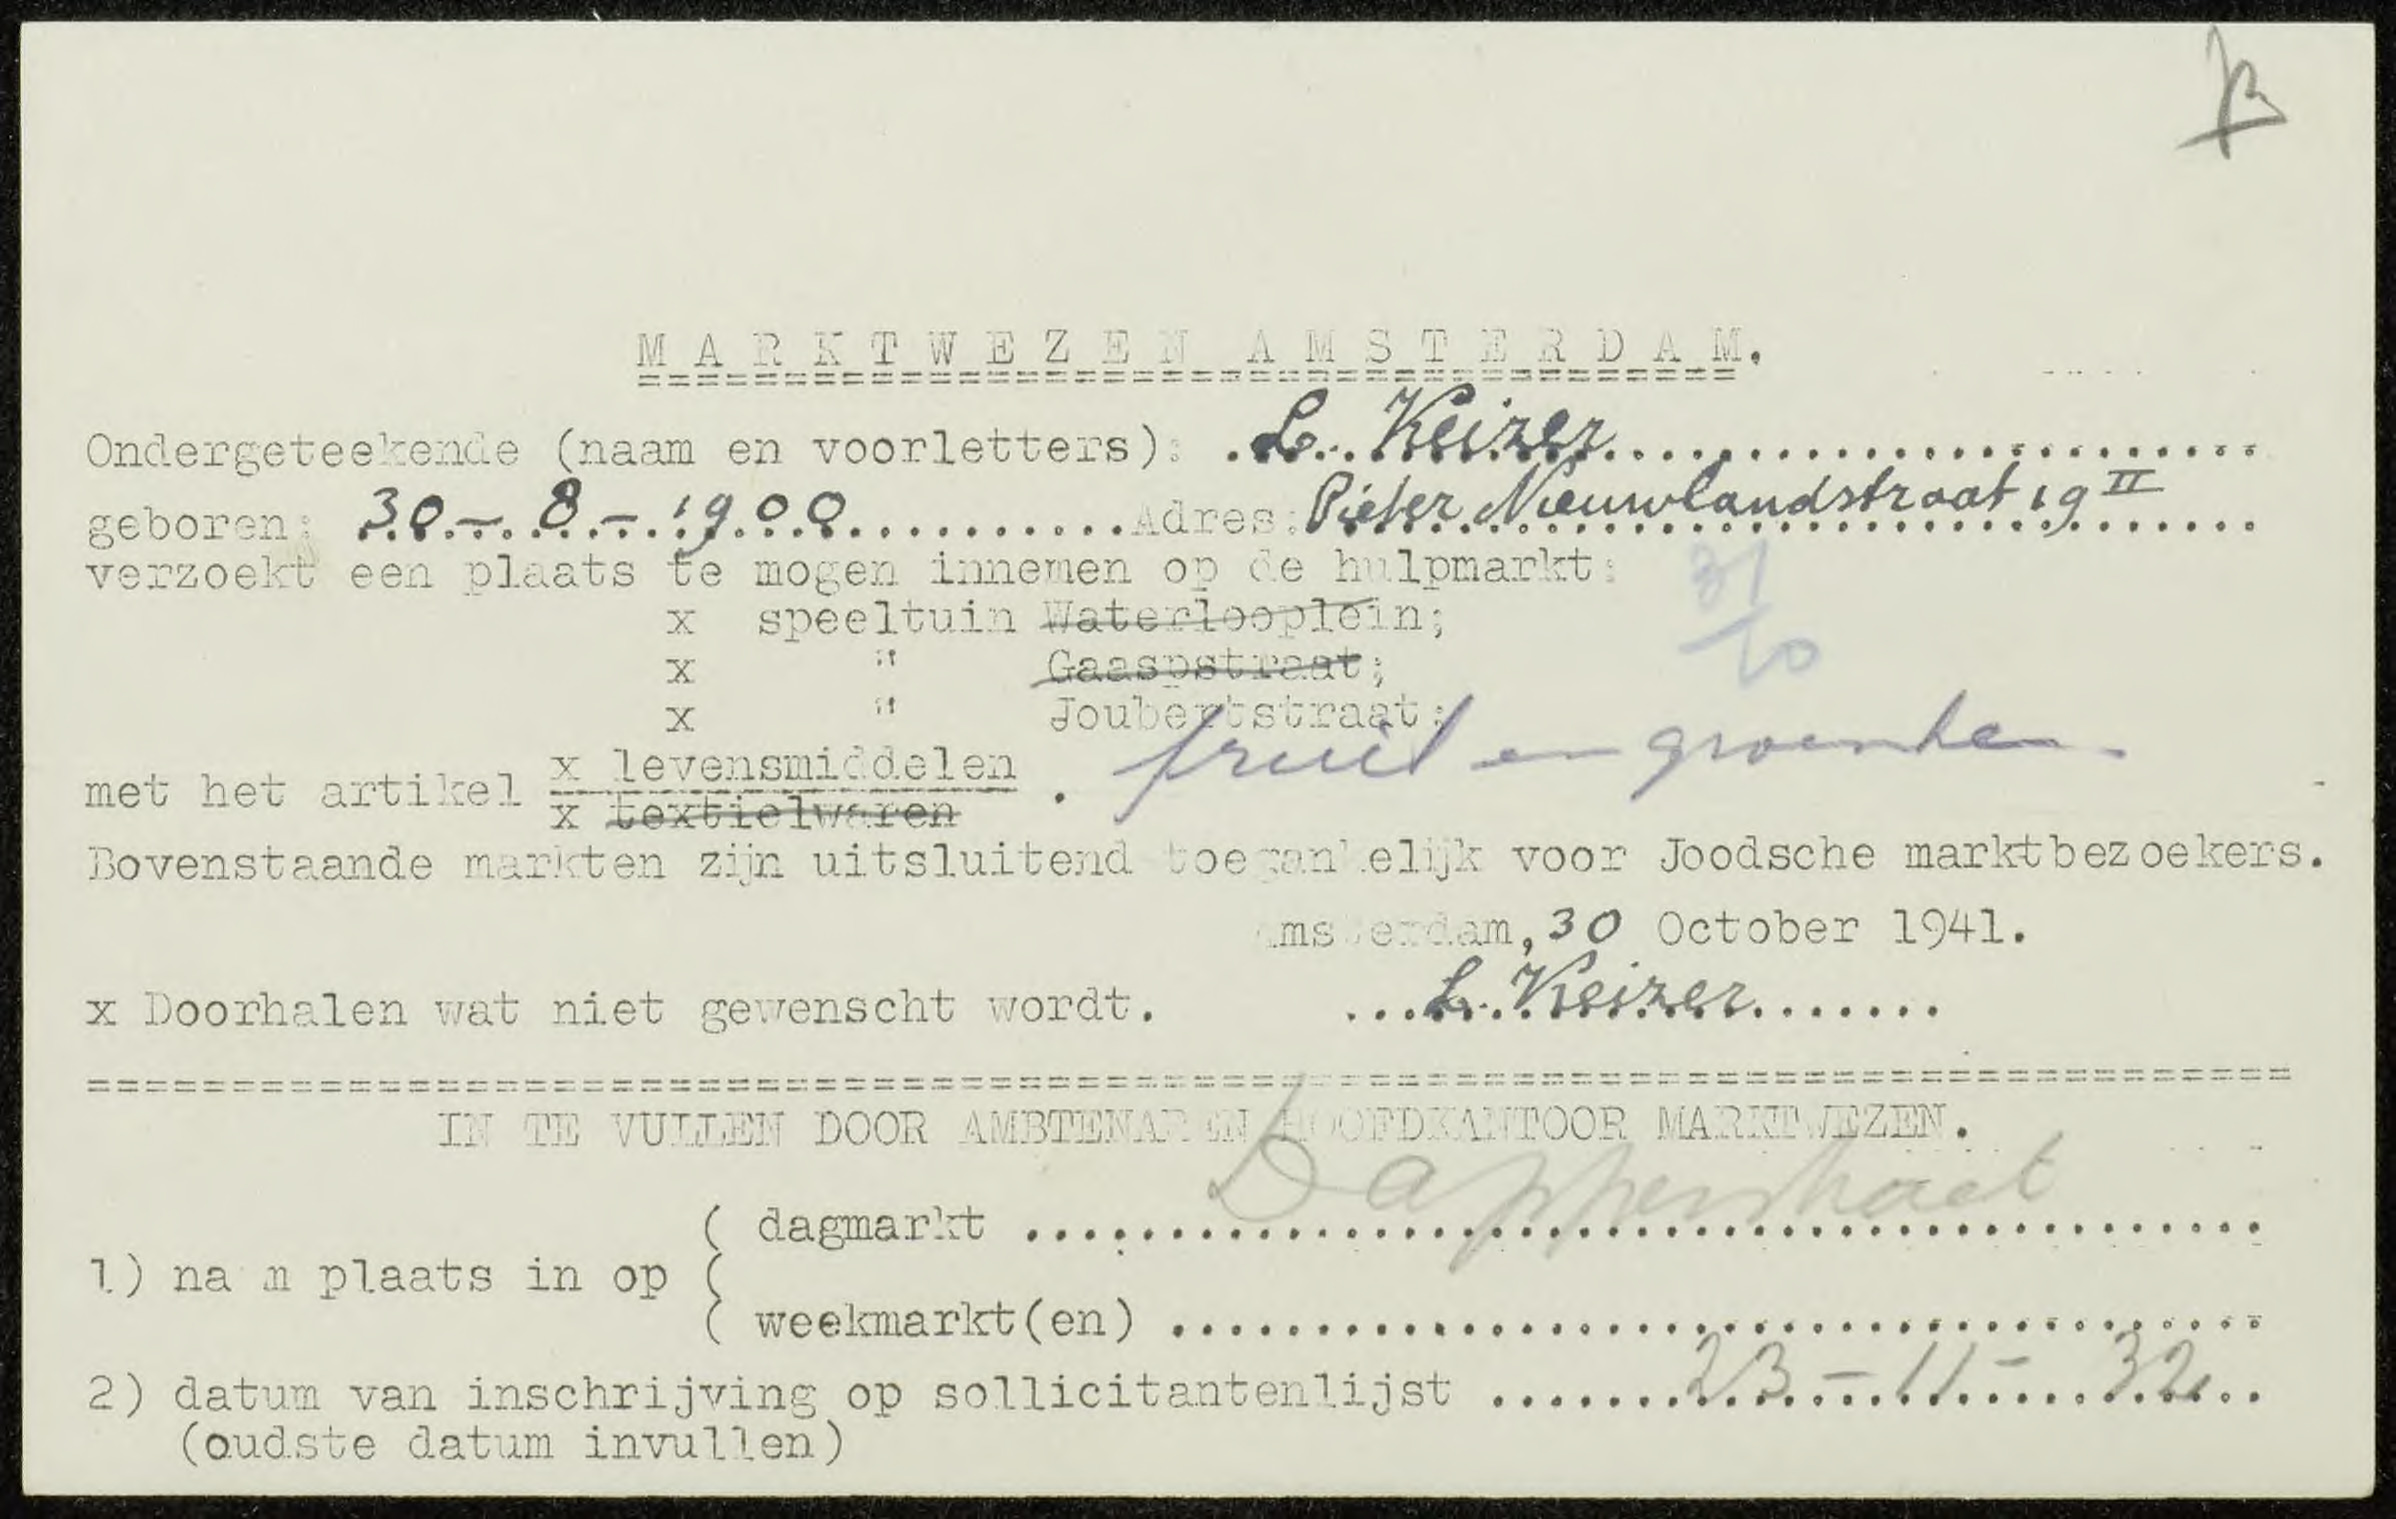 B
MARKTWEZEN AMSTERDAM.
Ondergeteekende (naam en voorletters): L. Keizer
geboren: 30 - 8 - 1900 Adres: Pieter Nieuwlandstraat 19 II
verzoekt een plaats te mogen innemen op de hulpmarkt:
31
10
x speeltuin Waterlooplein;
x " Gaaspstraat;
x " Joubertstraat;
x levensmiddelen
met het artikel . fruit en groenten
x textielwaren
Bovenstaande markten zijn uitsluitend toegankelijk voor Joodsche marktbezoekers.
Amsterdam, 30 October 1941.
x Doorhalen wat niet gewenscht wordt. ...L. Keizer.......
IN TE VULLEN DOOR AMBTENAREN HOOFDKANTOOR MARKTWEZEN.
( dagmarkt Dapperstraat
1) nam plaats in op (
( weekmarkt(en) ......................................
2) datum van inschrijving op sollicitantenlijst 23 - 11 - 32
(oudste datum invullen)